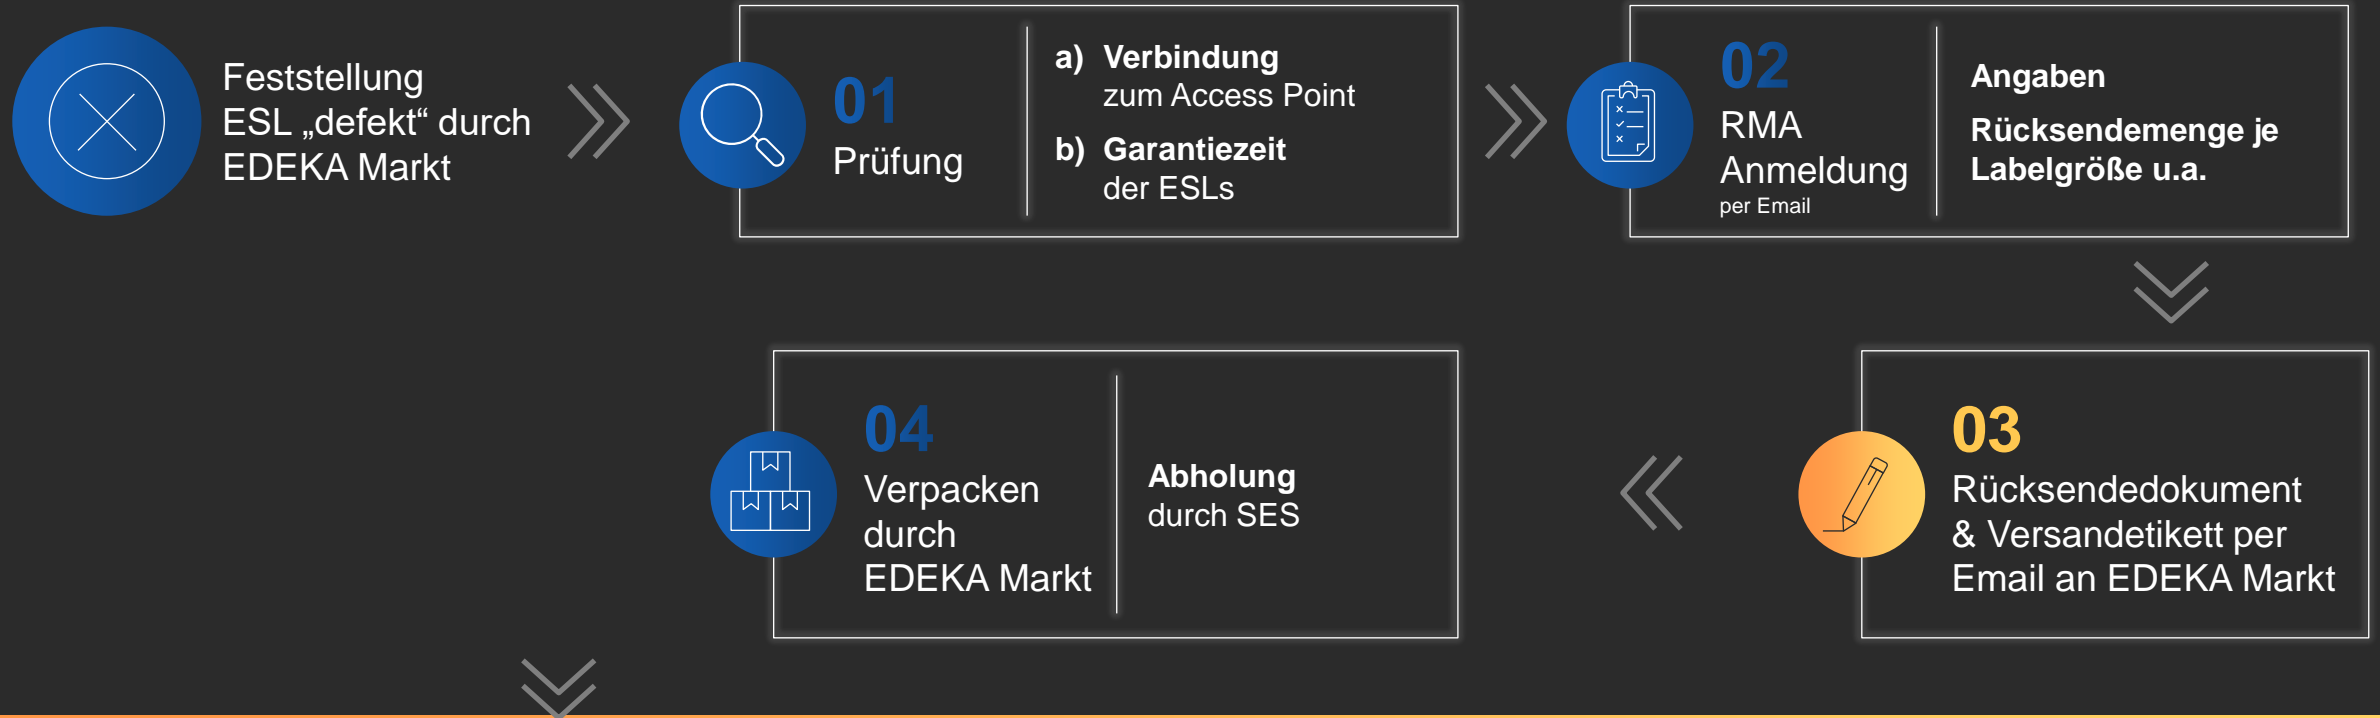 Feststellung
ESL „defekt“ durch
EDEKA Markt
01
Prüfung
a) Verbindung
zum Access Point
b) Garantiezeit
der ESLs
02
RMA
Anmeldung
per Email
Angaben
Rücksendemenge je
Labelgröße u.a.
03
Rücksendedokument
& Versandetikett per
Email an EDEKA Markt
04
Verpacken
durch
EDEKA Markt
Abholung
durch SES